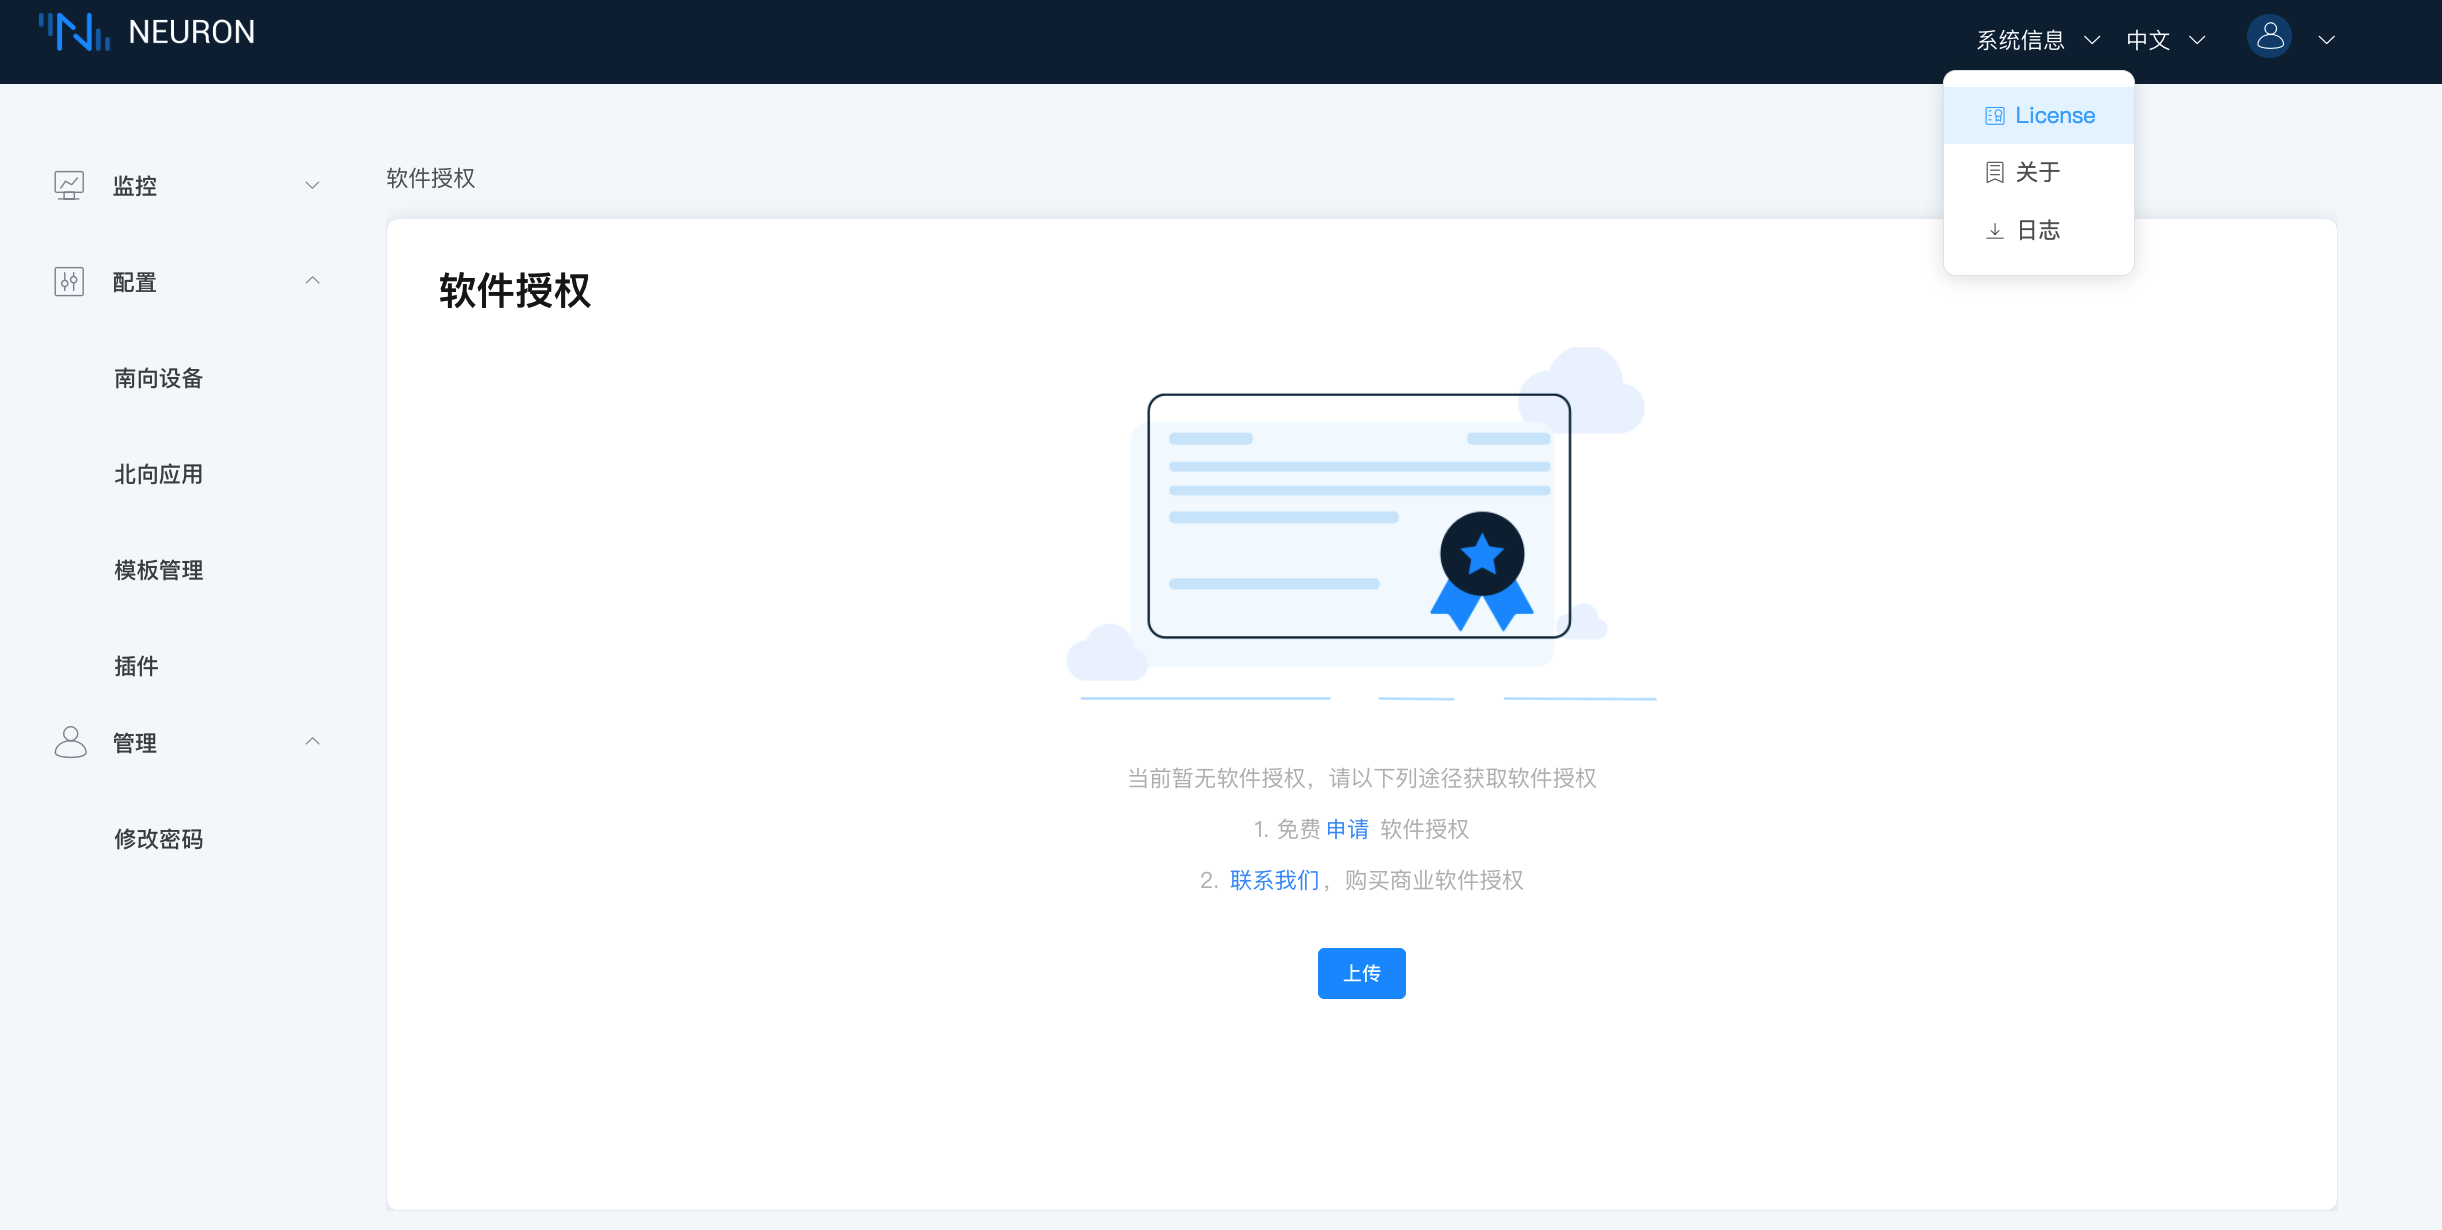 NEURON
系统信息
中文
License
关于
日志
监控
配置
南向设备
北向应用
模板管理
插件
管理
修改密码
软件授权
软件授权
当前暂无软件授权，请以下列途径获取软件授权
1. 免费 申请 软件授权
2. 联系我们，购买商业软件授权
上传